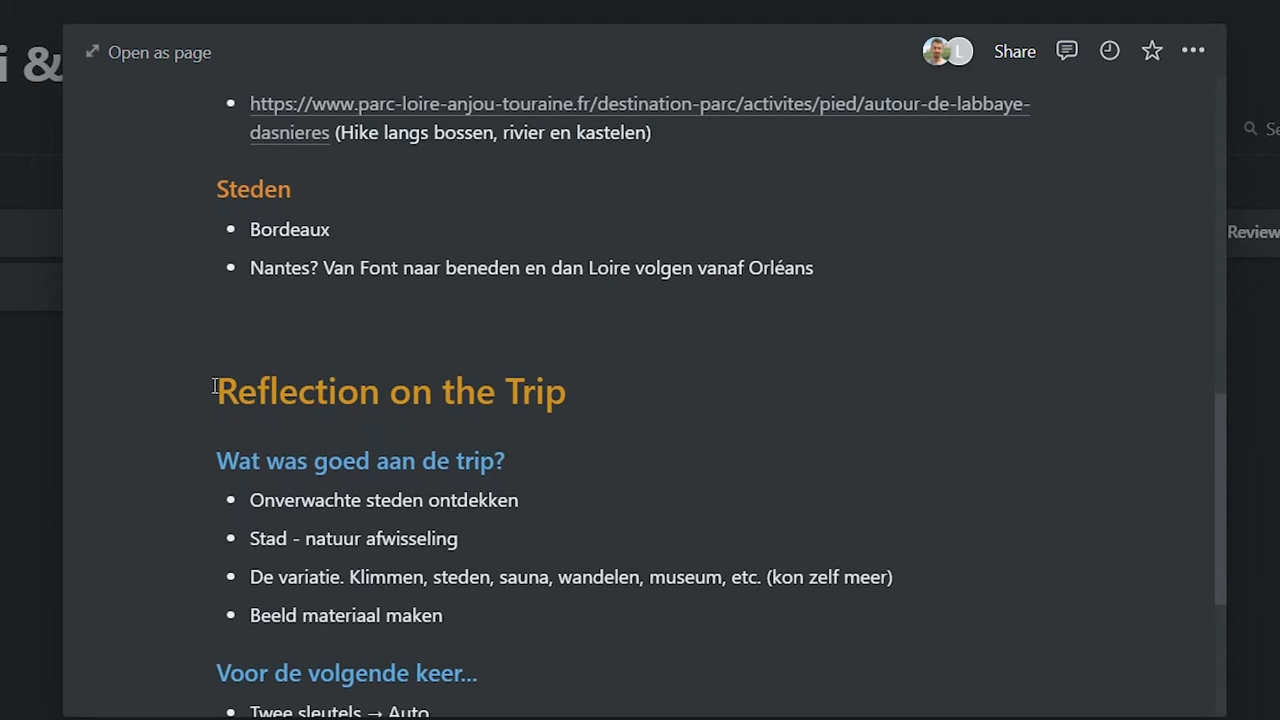 i &
Open as page
L
Share
https://www.parc-loire-anjou-touraine.fr/destination-parc/activites/pied/autour-de-labbaye-
dasnieres (Hike langs bossen, rivier en kastelen)
Se
Steden
Bordeaux
Review
Nantes? Van Font naar beneden en dan Loire volgen vanaf Orléans
Reflection on the Trip
Wat was goed aan de trip?
Onverwachte steden ontdekken
Stad - natuur afwisseling
De variatie. Klimmen, steden, sauna, wandelen, museum, etc. (kon zelf meer)
Beeld materiaal maken
Voor de volgende keer...
Twee sleutels → Auto